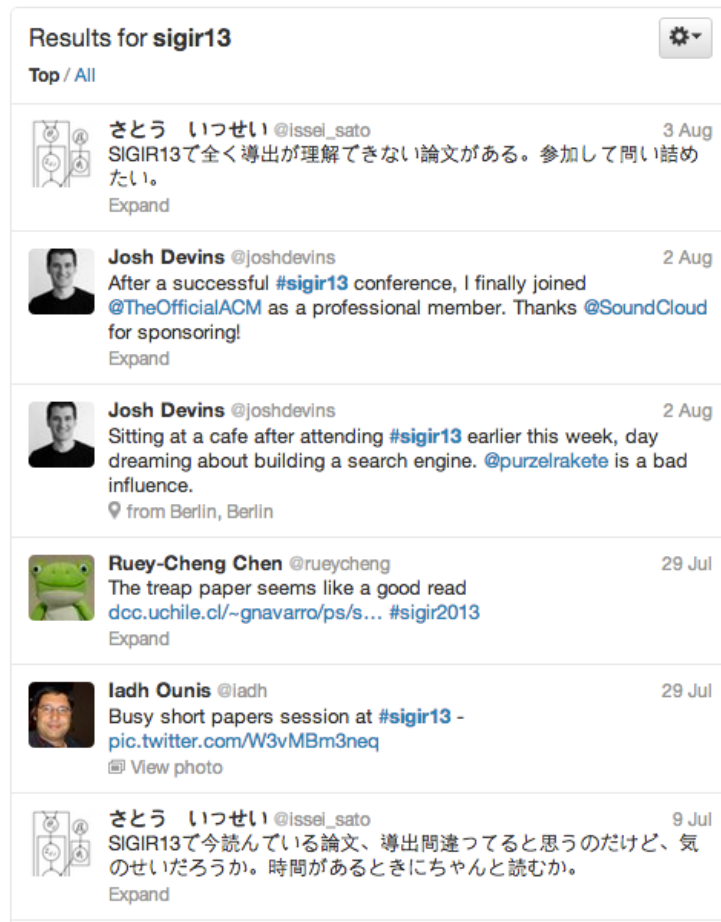 Results for sigir13
Top / All
さとう　いっせい @issei_sato 3 Aug
SIGIR13で全く導出が理解できない論文がある。参加して問い詰め
たい。
Expand
Josh Devins @joshdevins 2 Aug
After a successful #sigir13 conference, I finally joined
@TheOfficialACM as a professional member. Thanks @SoundCloud
for sponsoring!
Expand
Josh Devins @joshdevins 2 Aug
Sitting at a cafe after attending #sigir13 earlier this week, day
dreaming about building a search engine. @purzelrakete is a bad
influence.
from Berlin, Berlin
Ruey-Cheng Chen @rueycheng 29 Jul
The treap paper seems like a good read
dcc.uchile.cl/~gnavarro/ps/s… #sigir2013
Expand
Iadh Ounis @iadh 29 Jul
Busy short papers session at #sigir13 -
pic.twitter.com/W3vMBm3neq
View photo
さとう　いっせい @issei_sato 9 Jul
SIGIR13で今読んでいる論文、導出間違ってると思うのだけど、気
のせいだろうか。時間があるときにちゃんと読むか。
Expand